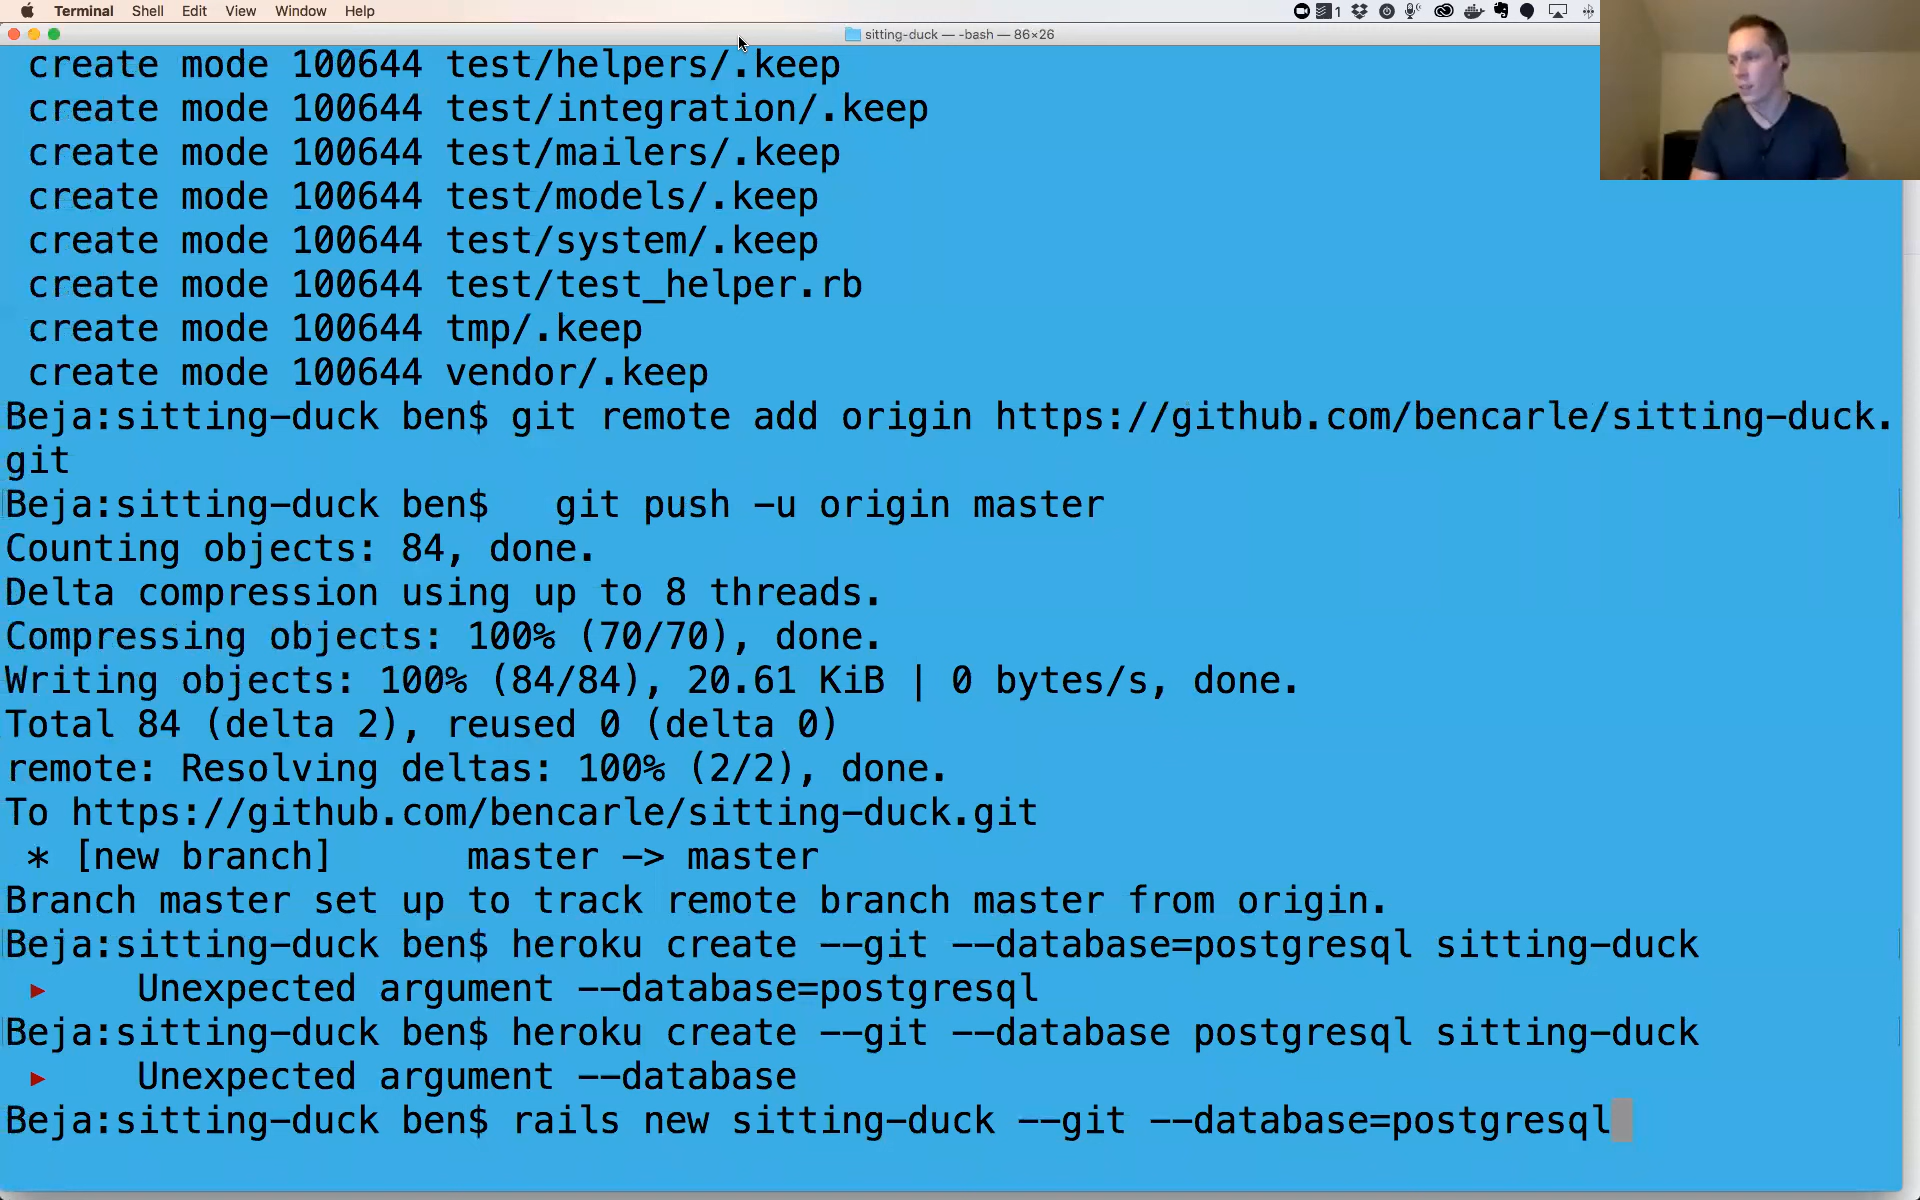 Terminal Shell Edit View Window Help 1
sitting-duck — -bash — 86×26
create mode 100644 test/helpers/.keep
create mode 100644 test/integration/.keep
create mode 100644 test/mailers/.keep
create mode 100644 test/models/.keep
create mode 100644 test/system/.keep
create mode 100644 test/test_helper.rb
create mode 100644 tmp/.keep
create mode 100644 vendor/.keep
Beja:sitting-duck ben$ git remote add origin https://github.com/bencarle/sitting-duck.
git
Beja:sitting-duck ben$   git push -u origin master
Counting objects: 84, done.
Delta compression using up to 8 threads.
Compressing objects: 100% (70/70), done.
Writing objects: 100% (84/84), 20.61 KiB | 0 bytes/s, done.
Total 84 (delta 2), reused 0 (delta 0)
remote: Resolving deltas: 100% (2/2), done.
To https://github.com/bencarle/sitting-duck.git
* [new branch]      master -> master
Branch master set up to track remote branch master from origin.
Beja:sitting-duck ben$ heroku create --git --database=postgresql sitting-duck
▸    Unexpected argument --database=postgresql
Beja:sitting-duck ben$ heroku create --git --database postgresql sitting-duck
▸    Unexpected argument --database
Beja:sitting-duck ben$ rails new sitting-duck --git --database=postgresql